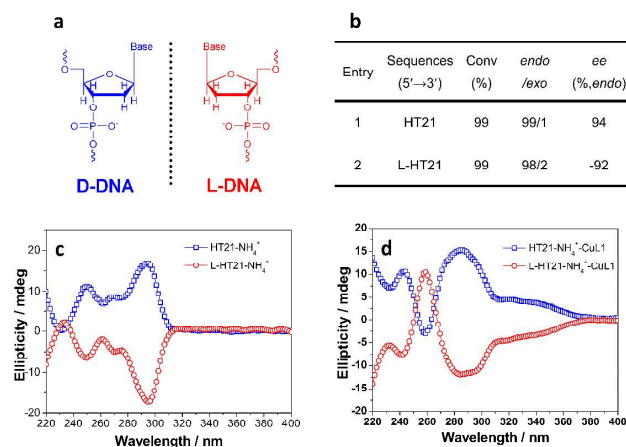 a
Base
O
O
H
H
H
H
O
H
O=P-O⁻
O
D-DNA
Base
O
O
H
H
H
H
H
O
⁻O-P=O
O
L-DNA
b
Entry Sequences (5′→3′) Conv (%) endo /exo ee (%,endo)
1 HT21 99 99/1 94
2 L-HT21 99 98/2 -92
c
HT21-NH₄⁺
L-HT21-NH₄⁺
Ellipticity / mdeg
20
10
0
-10
-20
220 240 260 280 300 320 340 360 380 400
Wavelength / nm
d
HT21-NH₄⁺-CuL1
L-HT21-NH₄⁺-CuL1
Ellipticity / mdeg
20
15
10
5
0
-5
-10
-15
-20
220 240 260 280 300 320 340 360 380 400
Wavelength / nm